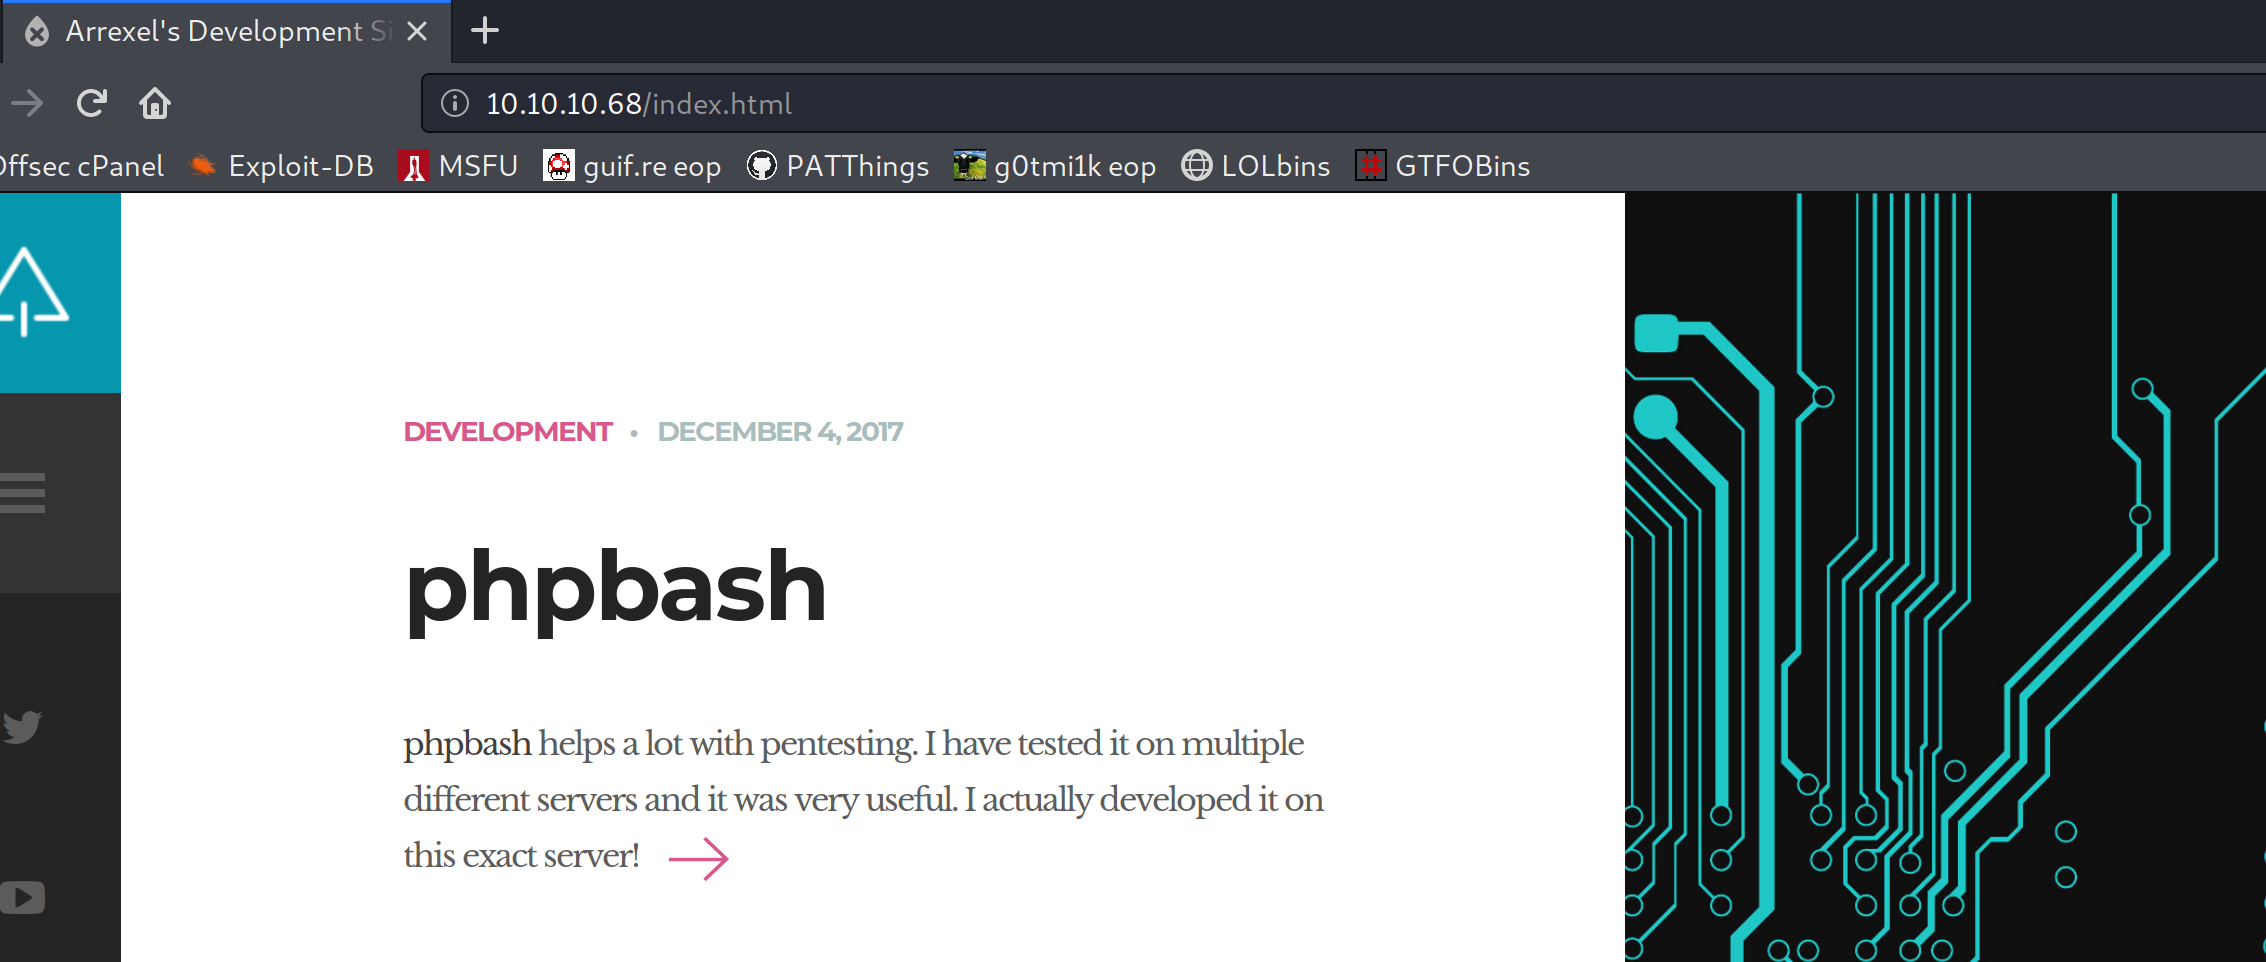 Arrexel's Development Si
10.10.10.68/index.html
Offsec cPanel Exploit-DB MSFU guif.re eop PATThings g0tmi1k eop LOLbins GTFOBins
DEVELOPMENT • DECEMBER 4, 2017
phpbash
phpbash helps a lot with pentesting. I have tested it on multiple
different servers and it was very useful. I actually developed it on
this exact server!